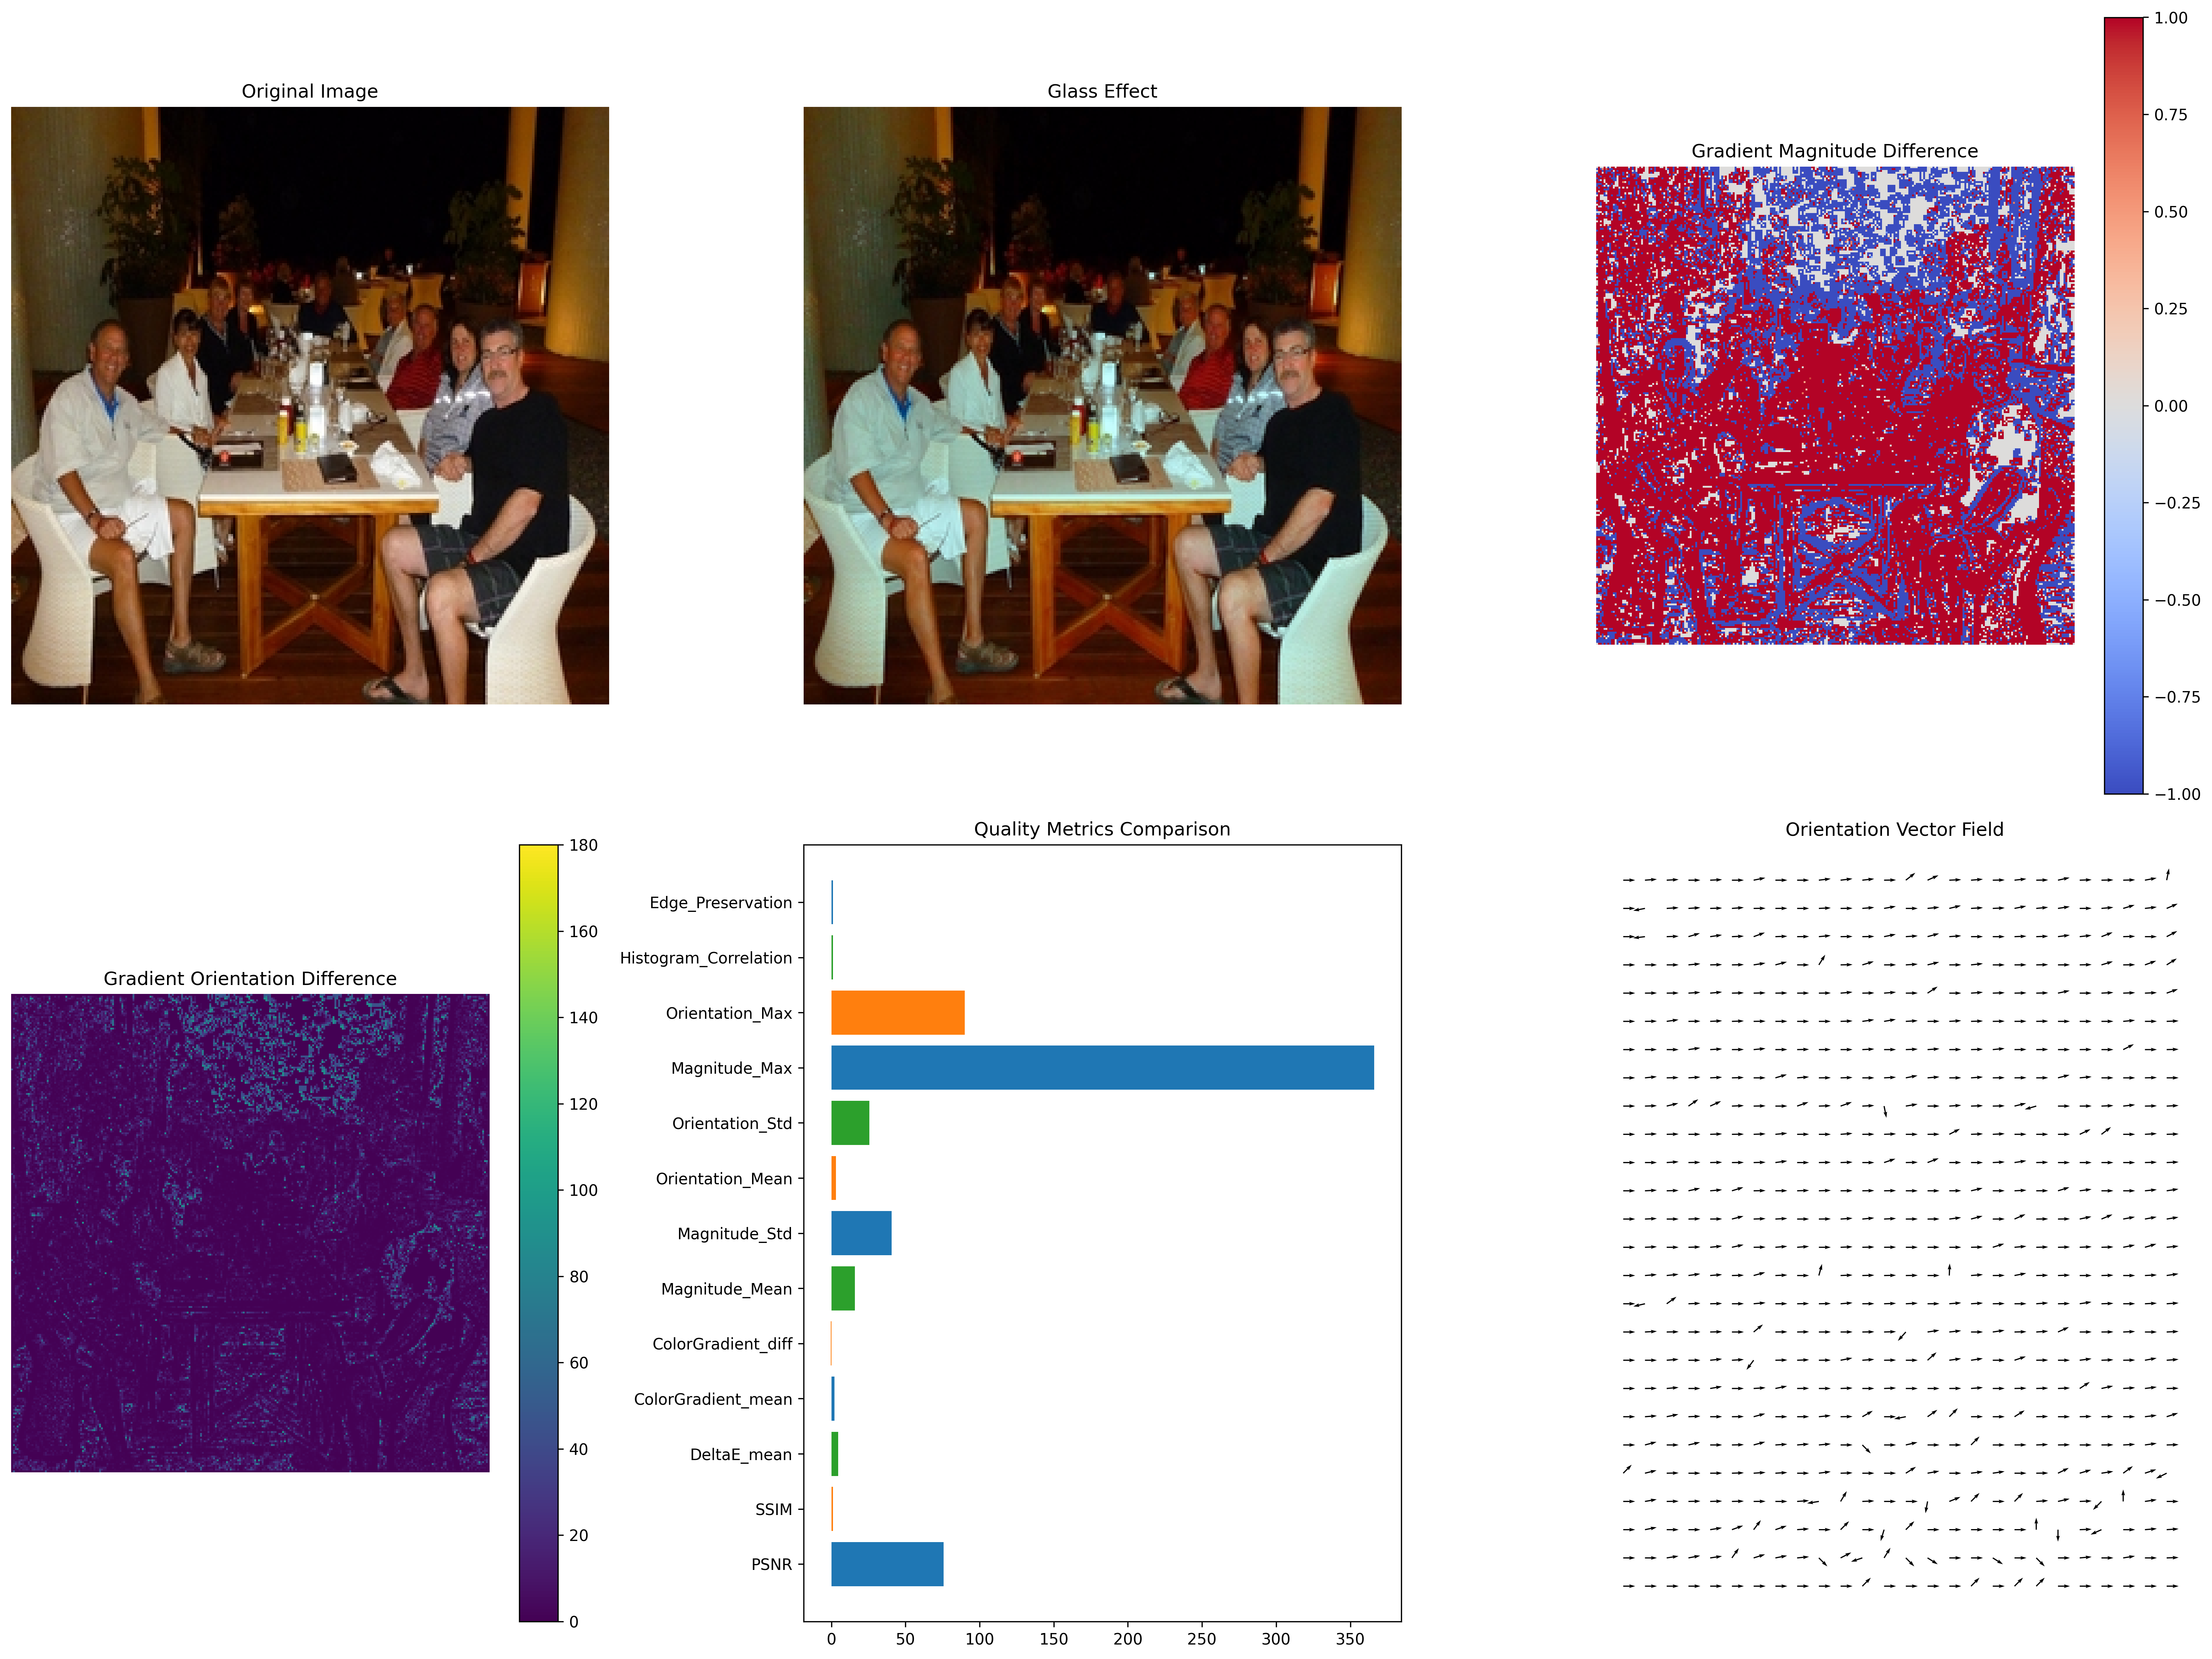 Original Image
Glass Effect
Gradient Magnitude Difference
1.00
0.75
0.50
0.25
0.00
−0.25
−0.50
−0.75
−1.00
Gradient Orientation Difference
180
160
140
120
100
80
60
40
20
0
Quality Metrics Comparison
Edge_Preservation
Histogram_Correlation
Orientation_Max
Magnitude_Max
Orientation_Std
Orientation_Mean
Magnitude_Std
Magnitude_Mean
ColorGradient_diff
ColorGradient_mean
DeltaE_mean
SSIM
PSNR
0 50 100 150 200 250 300 350
Orientation Vector Field